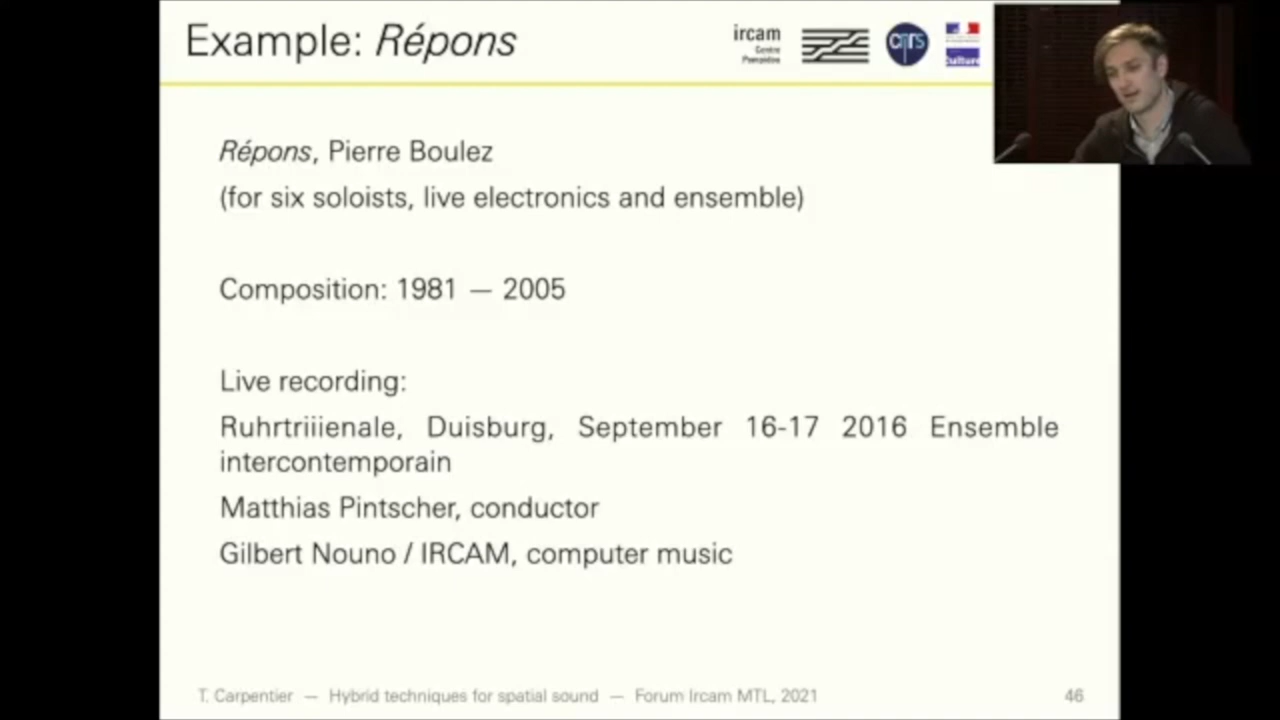 Example: Répons
ircam
Centre
Pompidou
cnrs
Culture
Répons, Pierre Boulez
(for six soloists, live electronics and ensemble)
Composition: 1981 — 2005
Live recording:
Ruhrtriiienale, Duisburg, September 16-17 2016 Ensemble
intercontemporain
Matthias Pintscher, conductor
Gilbert Nouno / IRCAM, computer music
T. Carpentier — Hybrid techniques for spatial sound — Forum Ircam MTL, 2021
46